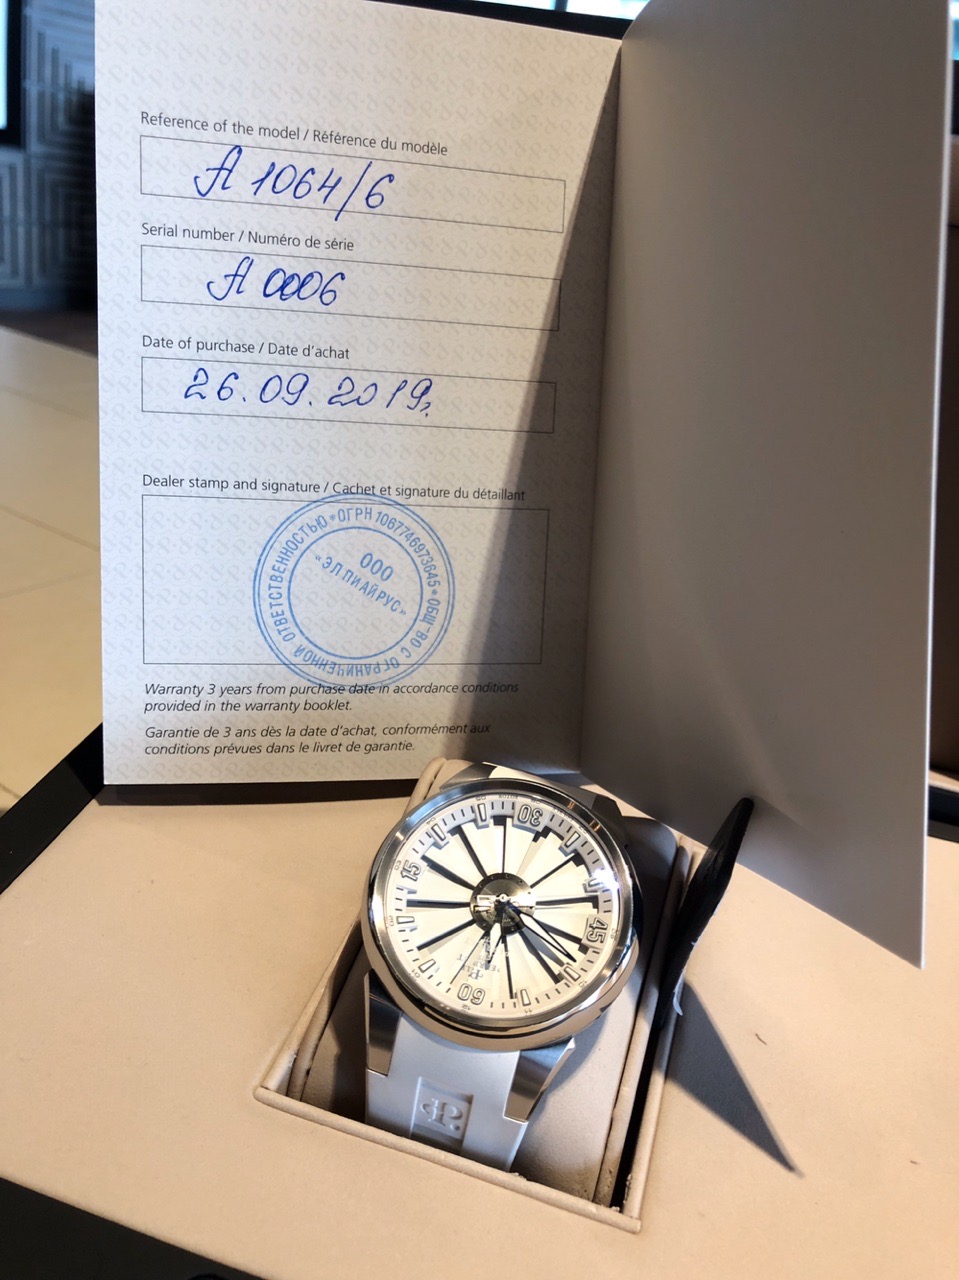 Reference of the model / Référence du modèle
A 1064/6
Serial number / Numéro de série
A 0006
Date of purchase / Date d'achat
26.09.2019г.
Dealer stamp and signature / Cachet et signature du détaillant
*ОГРН 1067746973645*ОБЩ-ВО С ОГРАНИЧЕННОЙ ОТВЕТСТВЕННОСТЬЮ
ООО
«ЭЛ ПИ АЙ РУС»
Warranty 3 years from purchase date in accordance conditions
provided in the warranty booklet.
Garantie de 3 ans dès la date d'achat, conformément aux
conditions prévues dans le livret de garantie.
30
15
45
60